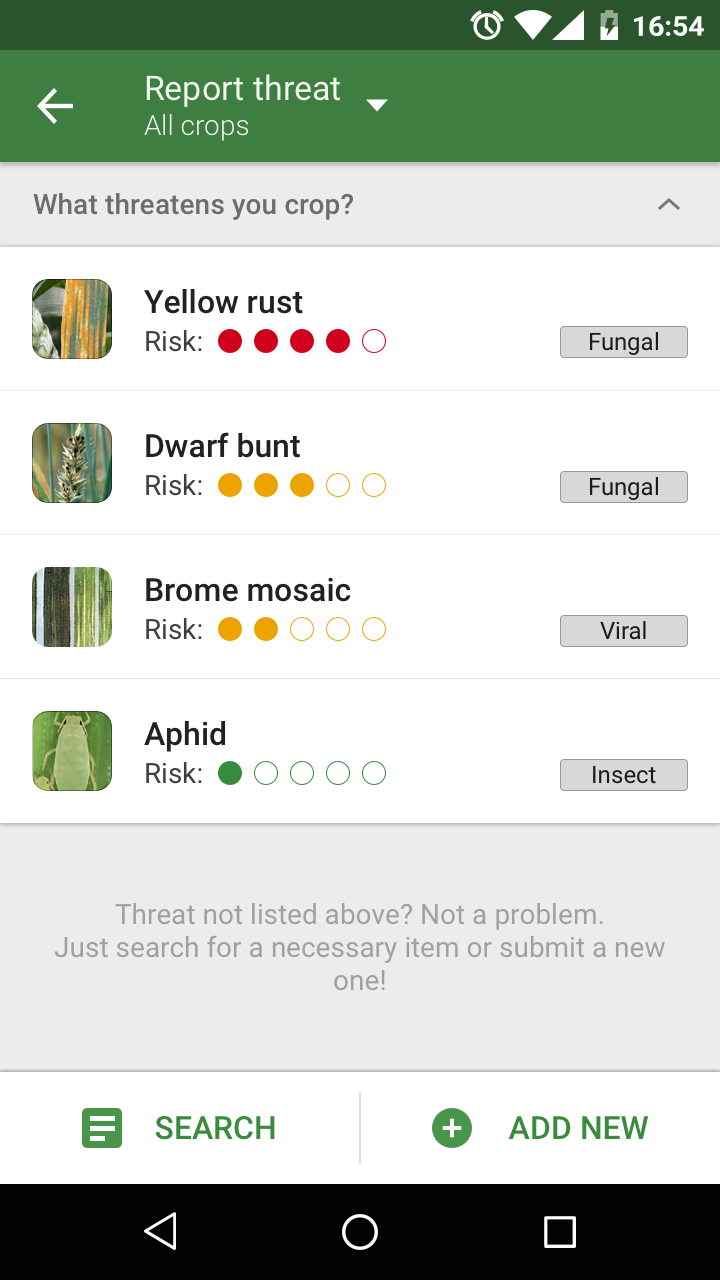 16:54
Report threat
All crops
What threatens you crop?
Yellow rust
Risk:
Fungal
Dwarf bunt
Risk:
Fungal
Brome mosaic
Risk:
Viral
Aphid
Risk:
Insect
Threat not listed above? Not a problem.
Just search for a necessary item or submit a new
one!
SEARCH
ADD NEW